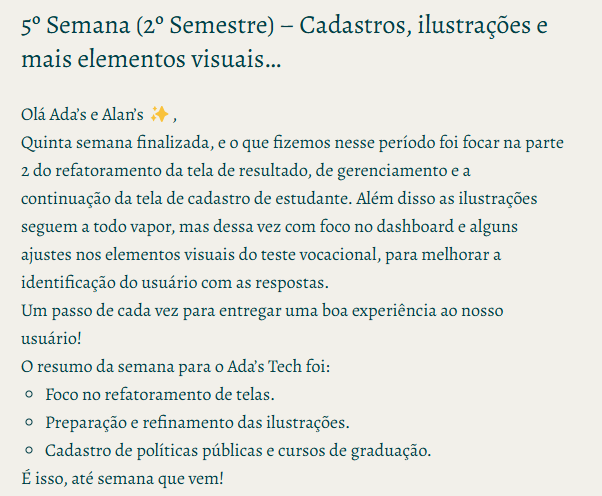 5º Semana (2º Semestre) – Cadastros, ilustrações e
mais elementos visuais…
Olá Ada’s e Alan’s ✨ ,
Quinta semana finalizada, e o que fizemos nesse período foi focar na parte
2 do refatoramento da tela de resultado, de gerenciamento e a
continuação da tela de cadastro de estudante. Além disso as ilustrações
seguem a todo vapor, mas dessa vez com foco no dashboard e alguns
ajustes nos elementos visuais do teste vocacional, para melhorar a
identificação do usuário com as respostas.
Um passo de cada vez para entregar uma boa experiência ao nosso
usuário!
O resumo da semana para o Ada’s Tech foi:
◦ Foco no refatoramento de telas.
◦ Preparação e refinamento das ilustrações.
◦ Cadastro de políticas públicas e cursos de graduação.
É isso, até semana que vem!